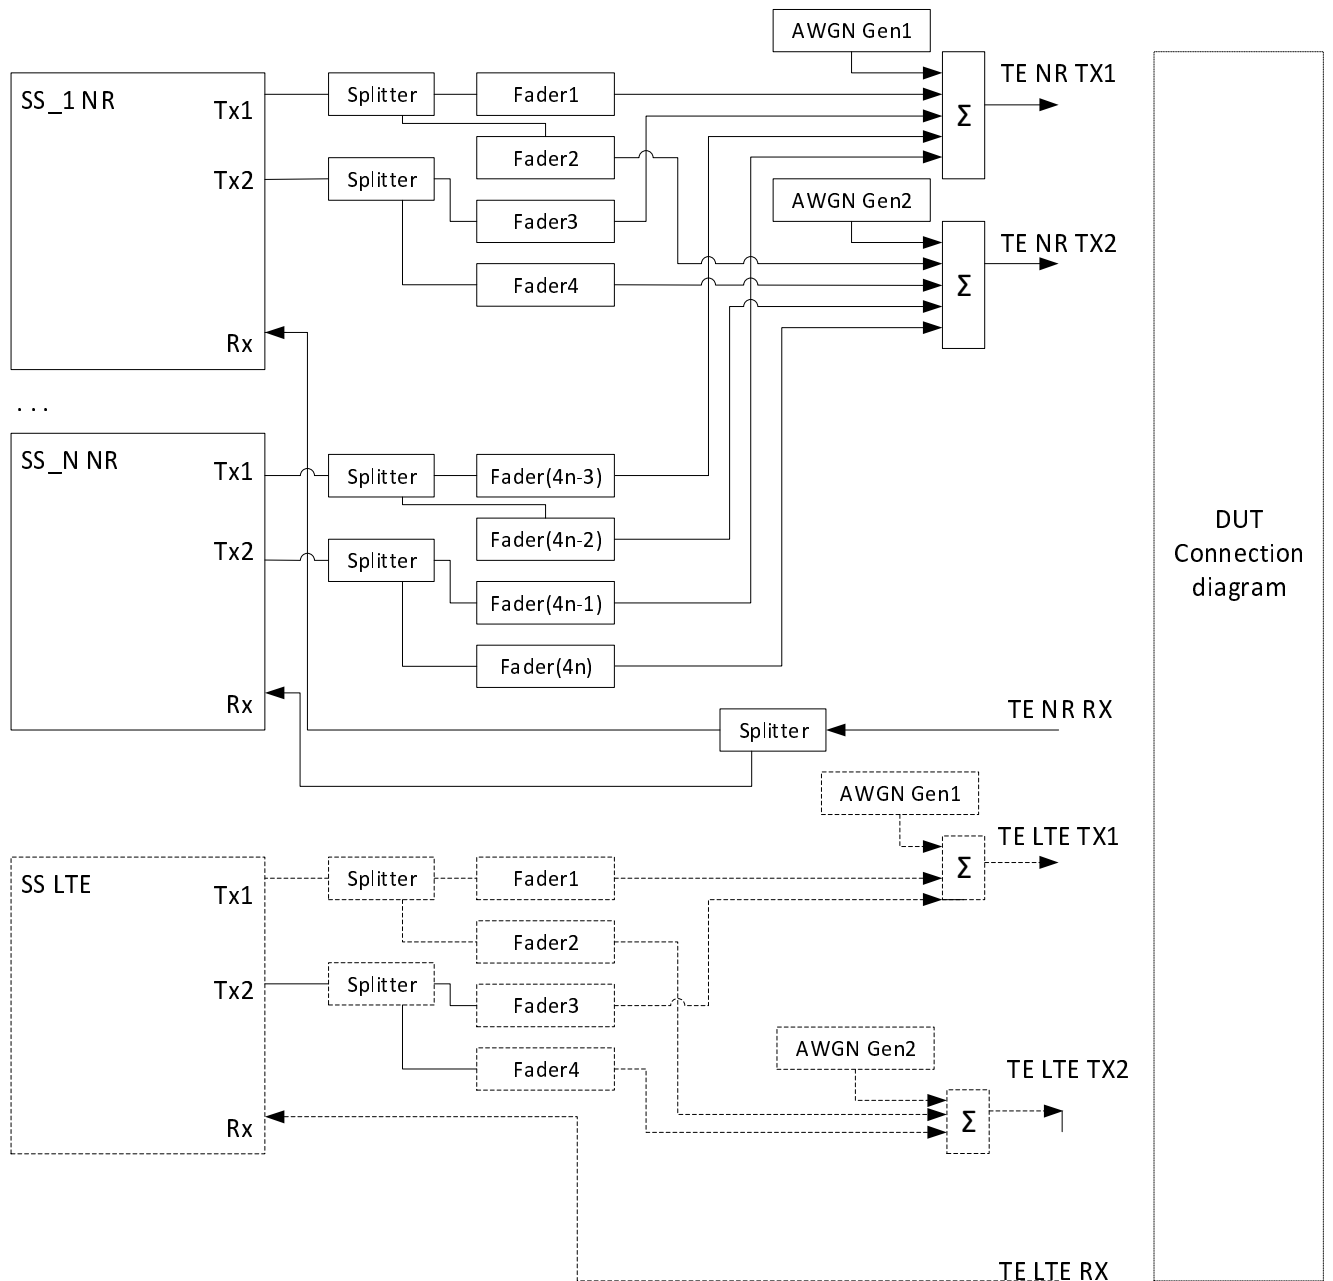 AWGN Gen1
TE NR TX1
SS_1 NR
Tx1
Splitter
Fader1
Σ
Fader2
Tx2
Splitter
AWGN Gen2
Fader3
TE NR TX2
Fader4
Σ
Rx
. . .
SS_N NR
Tx1
Splitter
Fader(4n-3)
Fader(4n-2)
Tx2
Splitter
Fader(4n-1)
Fader(4n)
DUT
Connection
diagram
Rx
TE NR RX
Splitter
AWGN Gen1
TE LTE TX1
SS LTE
Tx1
Splitter
Fader1
Σ
Fader2
Tx2
Splitter
Fader3
AWGN Gen2
Fader4
TE LTE TX2
Σ
Rx
TE LTE RX